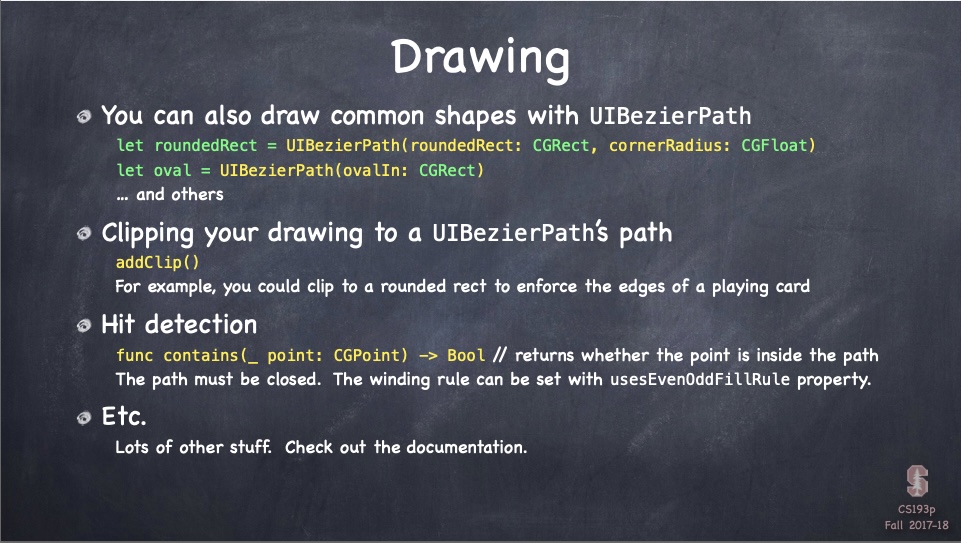 Drawing
You can also draw common shapes with UIBezierPath
let roundedRect = UIBezierPath(roundedRect: CGRect, cornerRadius: CGFloat)
let oval = UIBezierPath(ovalIn: CGRect)
… and others
Clipping your drawing to a UIBezierPath’s path
addClip()
For example, you could clip to a rounded rect to enforce the edges of a playing card
Hit detection
func contains(_ point: CGPoint) -> Bool // returns whether the point is inside the path
The path must be closed. The winding rule can be set with usesEvenOddFillRule property.
Etc.
Lots of other stuff. Check out the documentation.
S
CS193p
Fall 2017-18